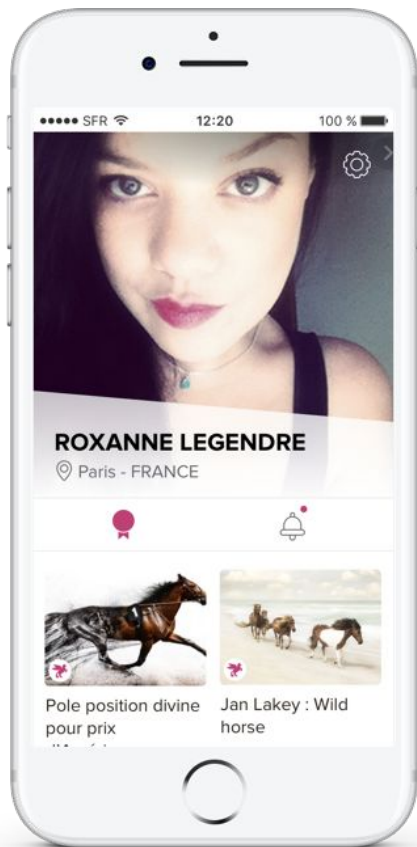 SFR 12:20 100 %
ROXANNE LEGENDRE
Paris - FRANCE
Pole position divine
pour prix
Jan Lakey : Wild
horse